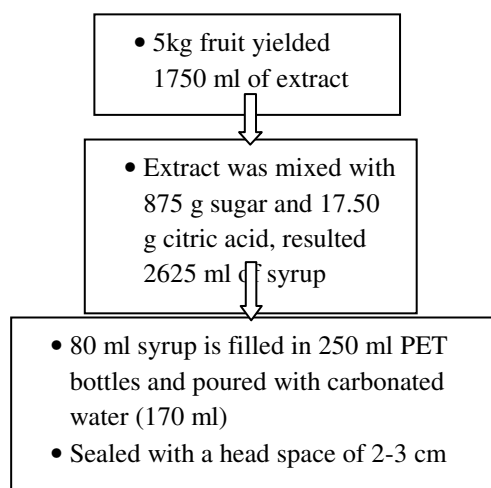 • 5kg fruit yielded
1750 ml of extract
• Extract was mixed with
875 g sugar and 17.50
g citric acid, resulted
2625 ml of syrup
• 80 ml syrup is filled in 250 ml PET
bottles and poured with carbonated
water (170 ml)
• Sealed with a head space of 2-3 cm